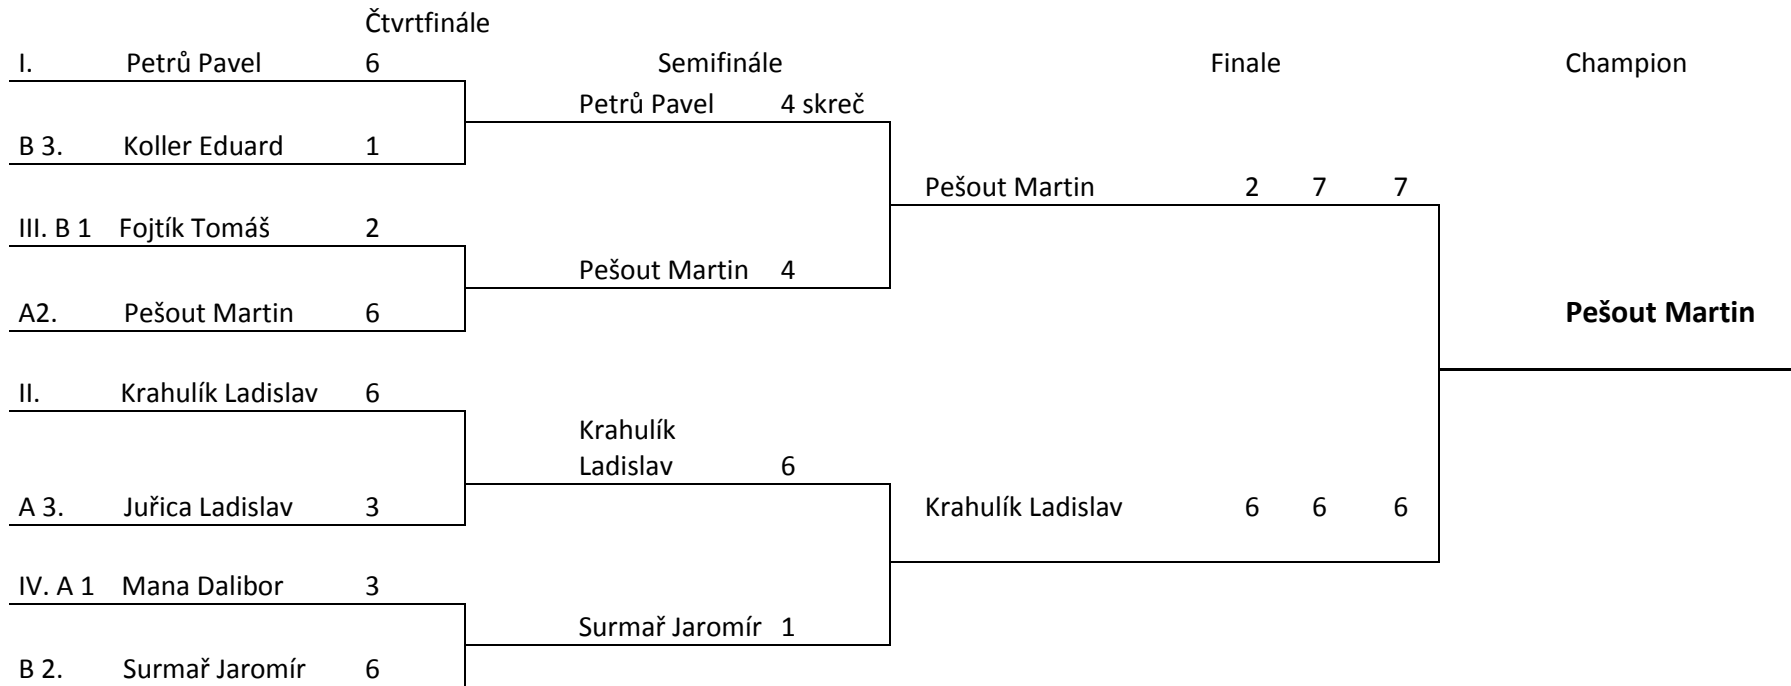 Čtvrtfinále
I. Petrů Pavel 6 Semifinále Finale Champion
Petrů Pavel 4 skreč
B 3. Koller Eduard 1
Pešout Martin 2 7 7
III. B 1 Fojtík Tomáš 2
Pešout Martin 4
A2. Pešout Martin 6 Pešout Martin
II. Krahulík Ladislav 6
Krahulík
Ladislav 6
A 3. Juřica Ladislav 3 Krahulík Ladislav 6 6 6
IV. A 1 Mana Dalibor 3
Surmař Jaromír 1
B 2. Surmař Jaromír 6